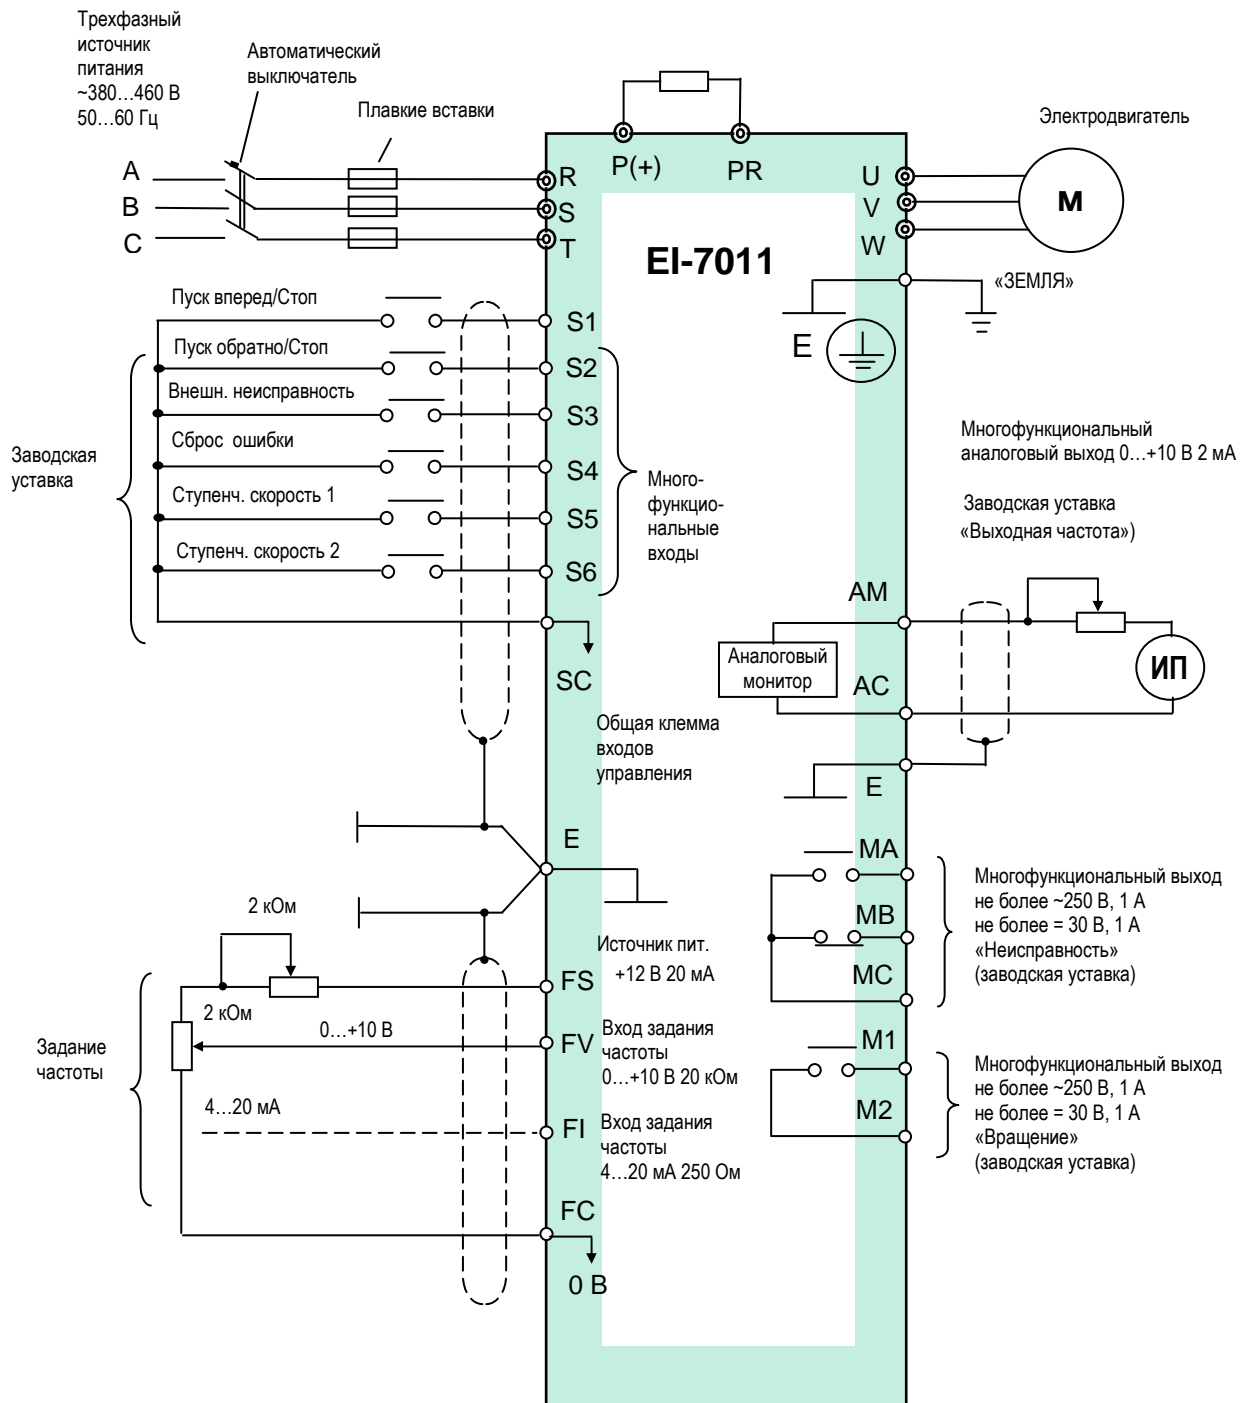 Трехфазный
источник
питания
~380...460 В
50...60 Гц
Автоматический
выключатель
Плавкие вставки
Электродвигатель
A
B
C
R
S
T
P(+)
PR
U
V
W
М
EI-7011
«ЗЕМЛЯ»
E
Пуск вперед/Стоп
S1
Пуск обратно/Стоп
S2
Внешн. неисправность
S3
Сброс ошибки
S4
Ступенч. скорость 1
S5
Ступенч. скорость 2
S6
Заводская
уставка
Много-
функцио-
нальные
входы
SC
Общая клемма
входов
управления
Многофункциональный
аналоговый выход 0...+10 В 2 мА
Заводская уставка
«Выходная частота»)
AM
Аналоговый
монитор
AC
ИП
E
E
MA
MB
MC
Многофункциональный выход
не более ~250 В, 1 А
не более = 30 В, 1 А
«Неисправность»
(заводская уставка)
M1
M2
Многофункциональный выход
не более ~250 В, 1 А
не более = 30 В, 1 А
«Вращение»
(заводская уставка)
2 кОм
Источник пит.
+12 В 20 мА
FS
2 кОм
0...+10 В
FV
Вход задания
частоты
0...+10 В 20 кОм
Задание
частоты
4...20 мА
FI
Вход задания
частоты
4...20 мА 250 Ом
FC
0 В